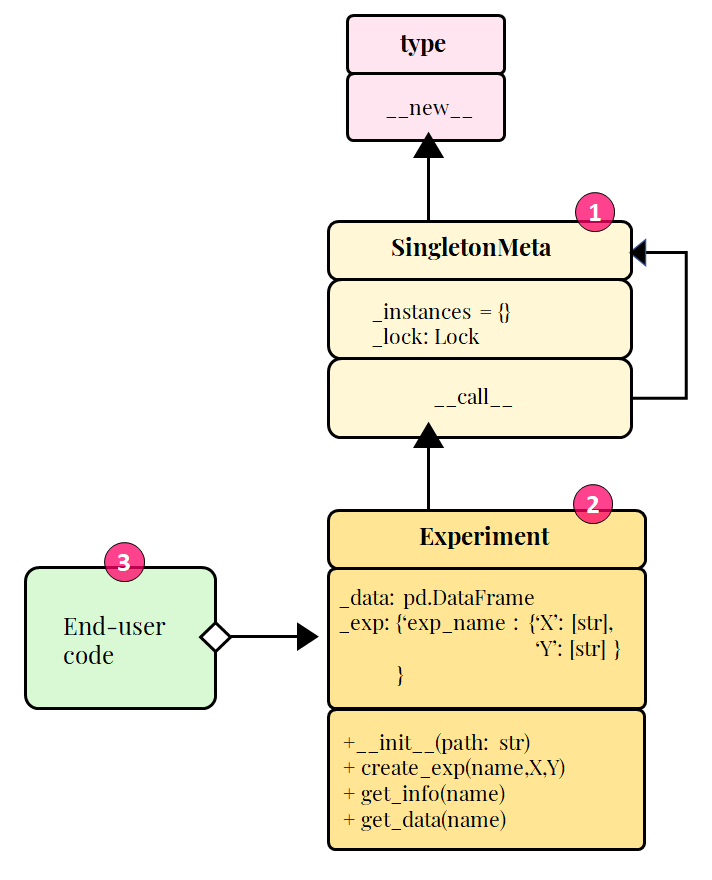 type
__new__
1
SingletonMeta
_instances = {}
_lock: Lock
__call__
2
Experiment
_data: pd.DataFrame
_exp: {‘exp_name : {‘X’: [str],
‘Y’: [str] }
}
+__init__(path: str)
+ create_exp(name,X,Y)
+ get_info(name)
+ get_data(name)
3
End-user
code